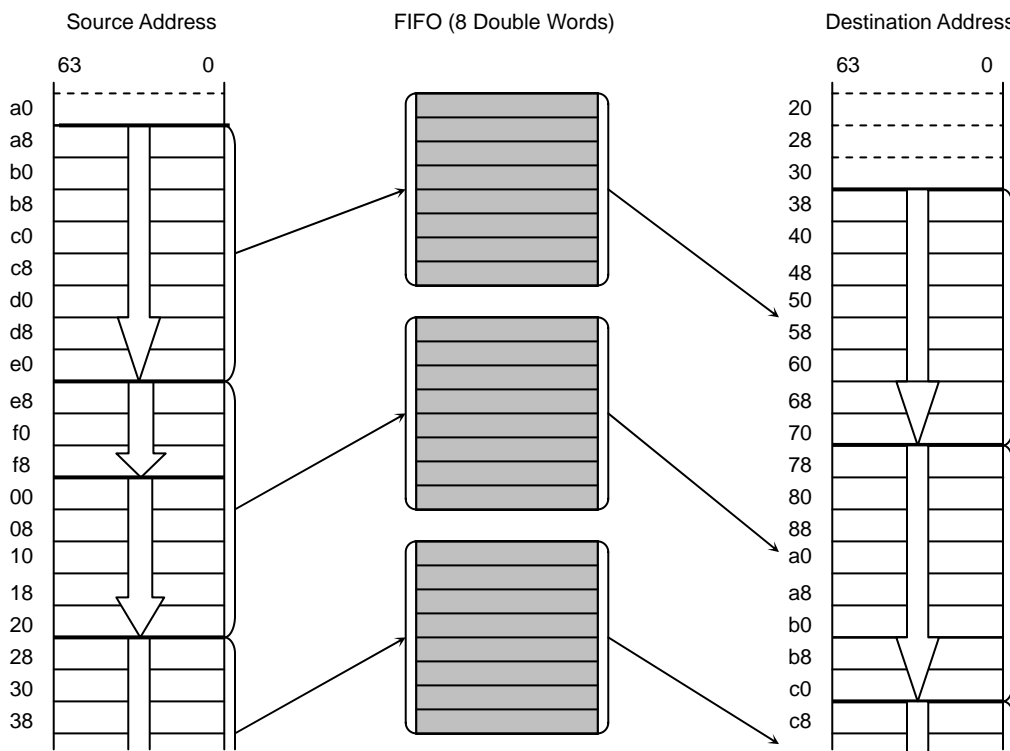 Source Address
FIFO (8 Double Words)
Destination Address
63 0
63 0
a0
a8
b0
b8
c0
c8
d0
d8
e0
e8
f0
f8
00
08
10
18
20
28
30
38
20
28
30
38
40
48
50
58
60
68
70
78
80
88
a0
a8
b0
b8
c0
c8